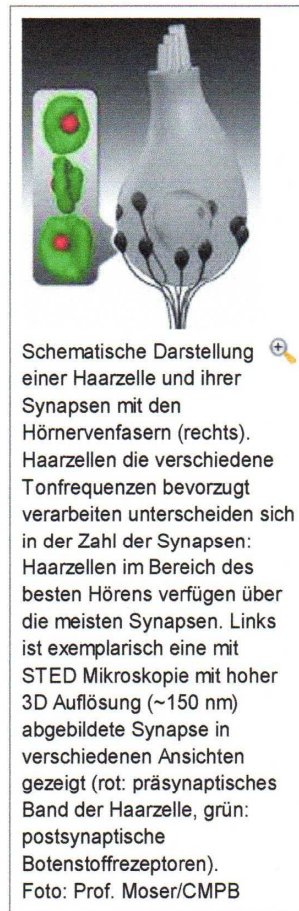 Schematische Darstellung
einer Haarzelle und ihrer
Synapsen mit den
Hörnervenfasern (rechts).
Haarzellen die verschiedene
Tonfrequenzen bevorzugt
verarbeiten unterscheiden sich
in der Zahl der Synapsen:
Haarzellen im Bereich des
besten Hörens verfügen über
die meisten Synapsen. Links
ist exemplarisch eine mit
STED Mikroskopie mit hoher
3D Auflösung (~150 nm)
abgebildete Synapse in
verschiedenen Ansichten
gezeigt (rot: präsynaptisches
Band der Haarzelle, grün:
postsynaptische
Botenstoffrezeptoren).
Foto: Prof. Moser/CMPB